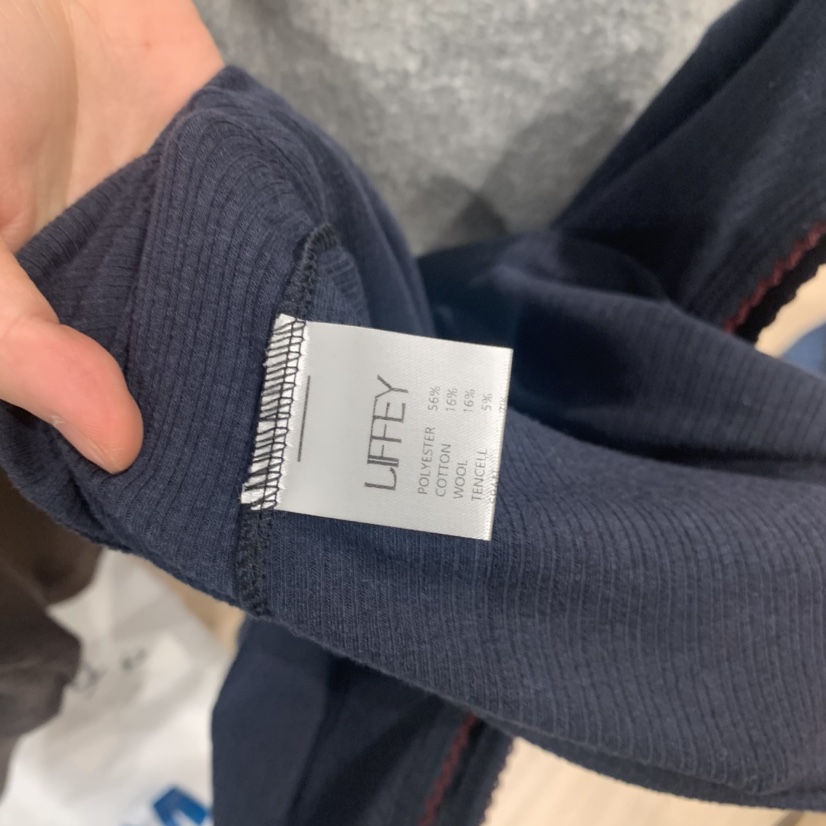 LIFFEY
POLYESTER 56%
COTTON 16%
WOOL 16%
TENCELL 5%